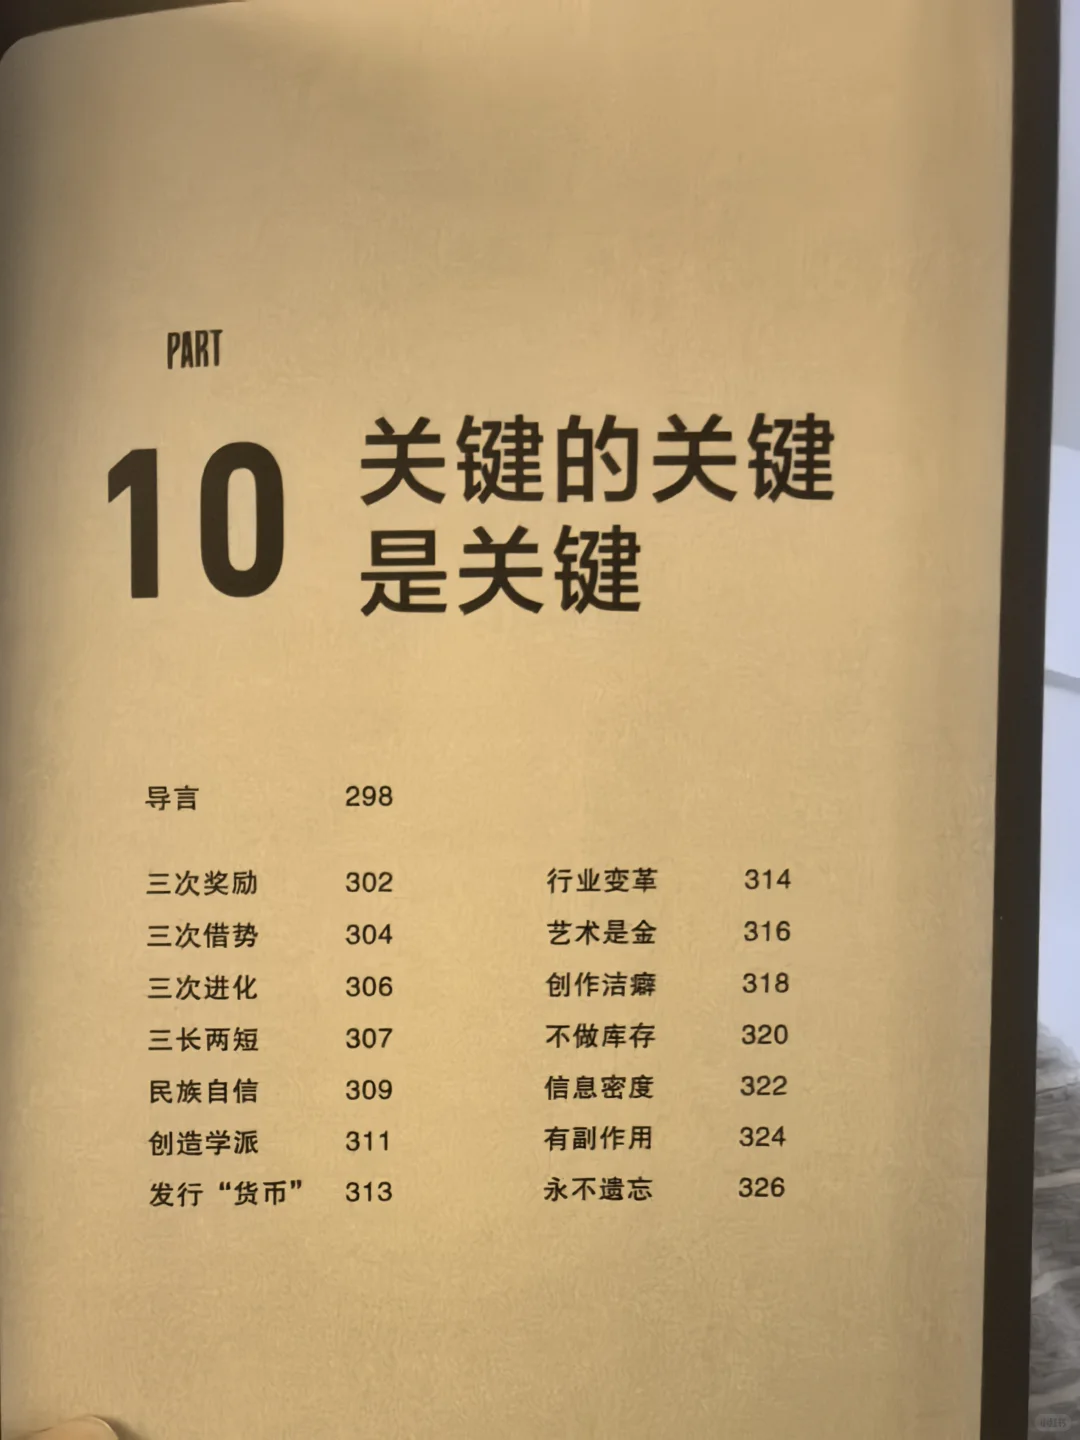 PART
10
关键的关键
是关键
导言 298
三次奖励 302
三次借势 304
三次进化 306
三长两短 307
民族自信 309
创造学派 311
发行“货币” 313
行业变革 314
艺术是金 316
创作洁癖 318
不做库存 320
信息密度 322
有副作用 324
永不遗忘 326